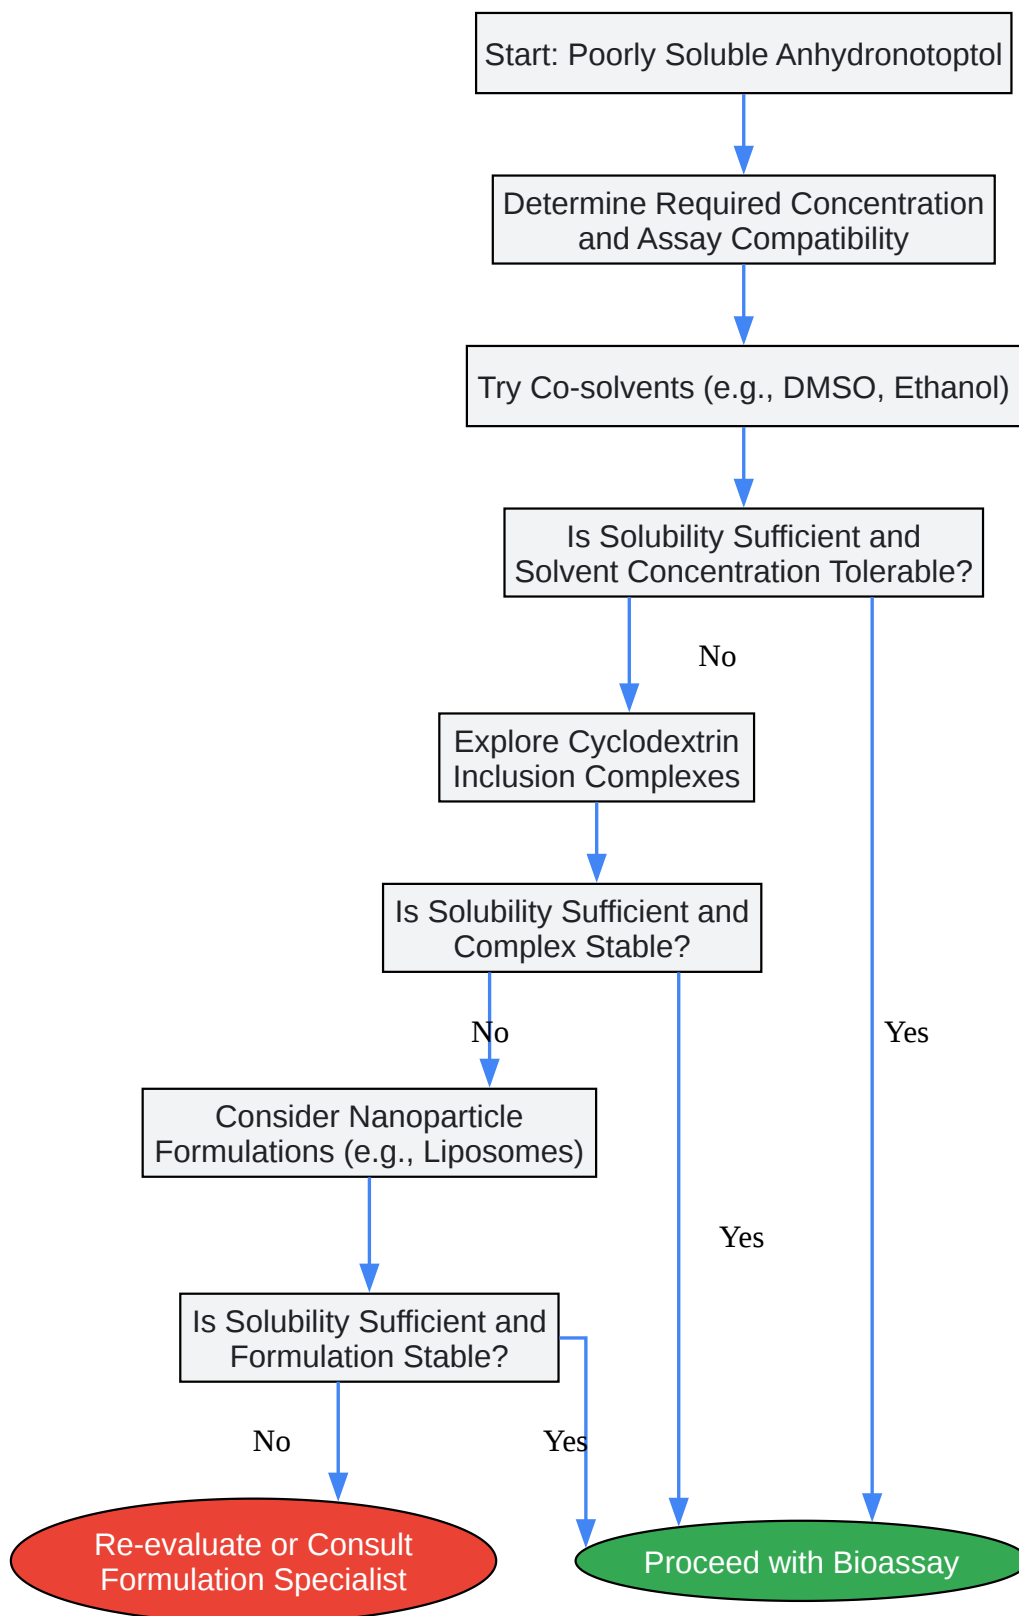 Start: Poorly Soluble Anhydronotoptol
Determine Required Concentration
and Assay Compatibility
Try Co-solvents (e.g., DMSO, Ethanol)
Is Solubility Sufficient and
Solvent Concentration Tolerable?
No
Explore Cyclodextrin
Inclusion Complexes
Is Solubility Sufficient and
Complex Stable?
No
Yes
Consider Nanoparticle
Formulations (e.g., Liposomes)
Yes
Is Solubility Sufficient and
Formulation Stable?
No
Yes
Re-evaluate or Consult
Formulation Specialist
Proceed with Bioassay